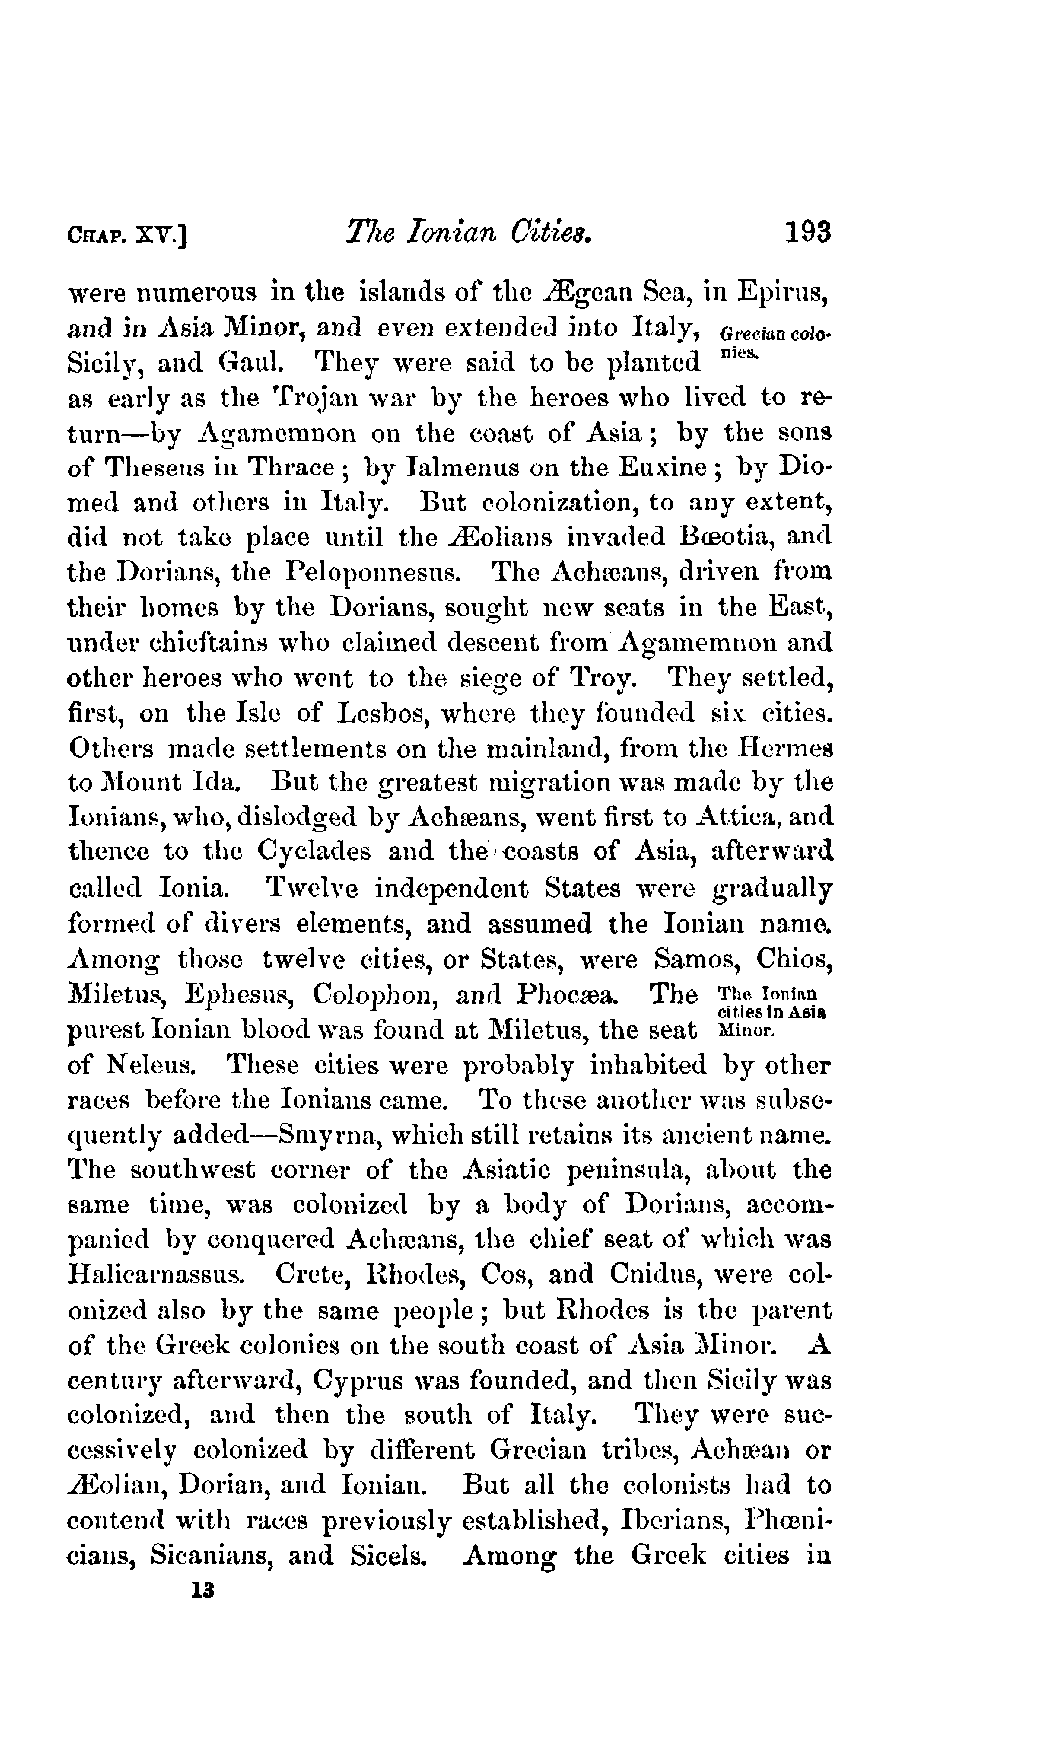 CHAP. XV.] The Ionian Cities. 193
were numerous in the islands of the Ægean Sea, in Epirus,
and in Asia Minor, and even extended into Italy, Grecian colo-
Sicily, and Gaul. They were said to be planted nies.
as early as the Trojan war by the heroes who lived to re-
turn—by Agamemnon on the coast of Asia; by the sons
of Theseus in Thrace; by Ialmenus on the Euxine; by Dio-
med and others in Italy. But colonization, to any extent,
did not take place until the Æolians invaded Bœotia, and
the Dorians, the Peloponnesus. The Achæans, driven from
their homes by the Dorians, sought new seats in the East,
under chieftains who claimed descent from Agamemnon and
other heroes who went to the siege of Troy. They settled,
first, on the Isle of Lesbos, where they founded six cities.
Others made settlements on the mainland, from the Hermes
to Mount Ida. But the greatest migration was made by the
Ionians, who, dislodged by Achæans, went first to Attica, and
thence to the Cyclades and the coasts of Asia, afterward
called Ionia. Twelve independent States were gradually
formed of divers elements, and assumed the Ionian name.
Among those twelve cities, or States, were Samos, Chios,
Miletus, Ephesus, Colophon, and Phocæa. The The Ionian
cities in Asia
purest Ionian blood was found at Miletus, the seat Minor.
of Neleus. These cities were probably inhabited by other
races before the Ionians came. To these another was subse-
quently added—Smyrna, which still retains its ancient name.
The southwest corner of the Asiatic peninsula, about the
same time, was colonized by a body of Dorians, accom-
panied by conquered Achæans, the chief seat of which was
Halicarnassus. Crete, Rhodes, Cos, and Cnidus, were col-
onized also by the same people; but Rhodes is the parent
of the Greek colonies on the south coast of Asia Minor. A
century afterward, Cyprus was founded, and then Sicily was
colonized, and then the south of Italy. They were suc-
cessively colonized by different Grecian tribes, Achæan or
Æolian, Dorian, and Ionian. But all the colonists had to
contend with races previously established, Iberians, Phœni-
cians, Sicanians, and Sicels. Among the Greek cities in
13